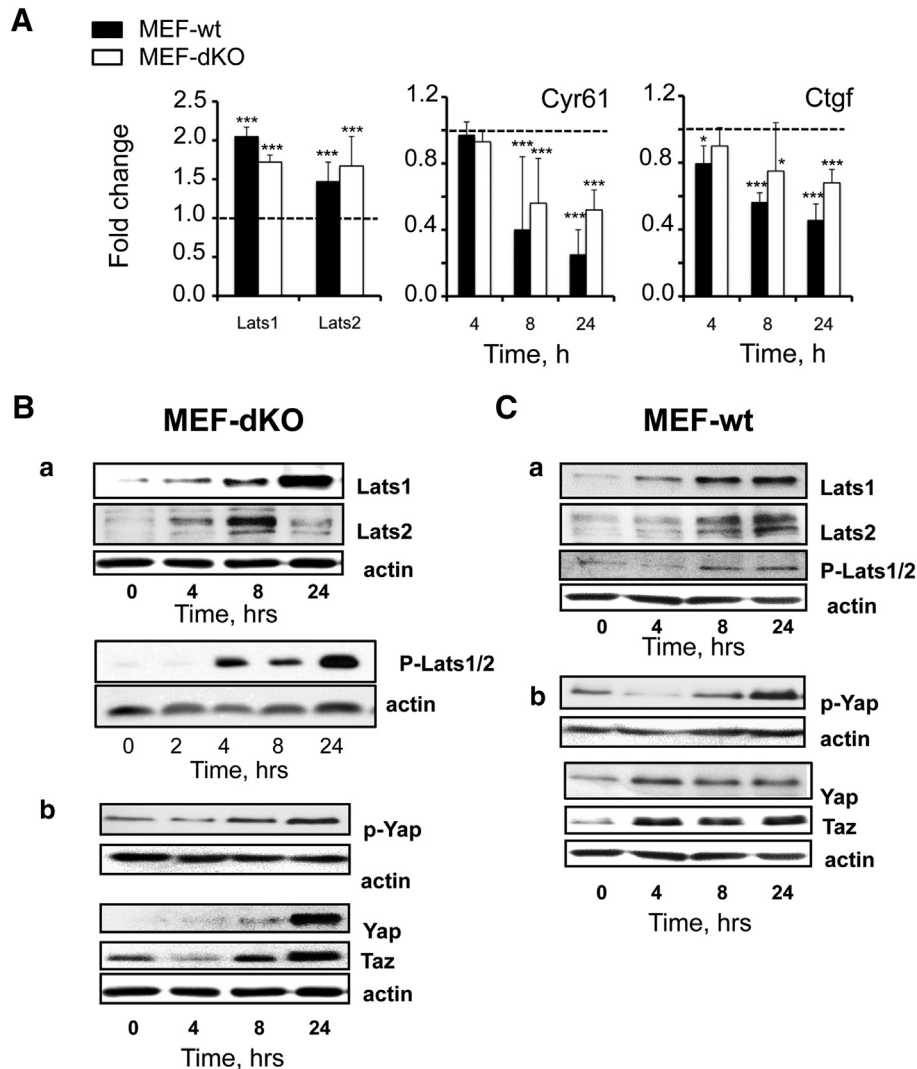 A
MEF-wt
MEF-dKO
Fold change
2.5
2.0
1.5
1.0
0.5
0.0
***
***
***
***
Lats1 Lats2
Cyr61
1.2
0.8
0.4
0.0
*** ***
*** ***
4 8 24
Time, h
Ctgf
1.2
0.8
0.4
0.0
*
*** *
*** ***
4 8 24
Time, h
B
MEF-dKO
a
Lats1
Lats2
actin
0 4 8 24
Time, hrs
P-Lats1/2
actin
0 2 4 8 24
Time, hrs
b
p-Yap
actin
Yap
Taz
actin
0 4 8 24
Time, hrs
C
MEF-wt
a
Lats1
Lats2
P-Lats1/2
actin
0 4 8 24
Time, hrs
b
p-Yap
actin
Yap
Taz
actin
0 4 8 24
Time, hrs